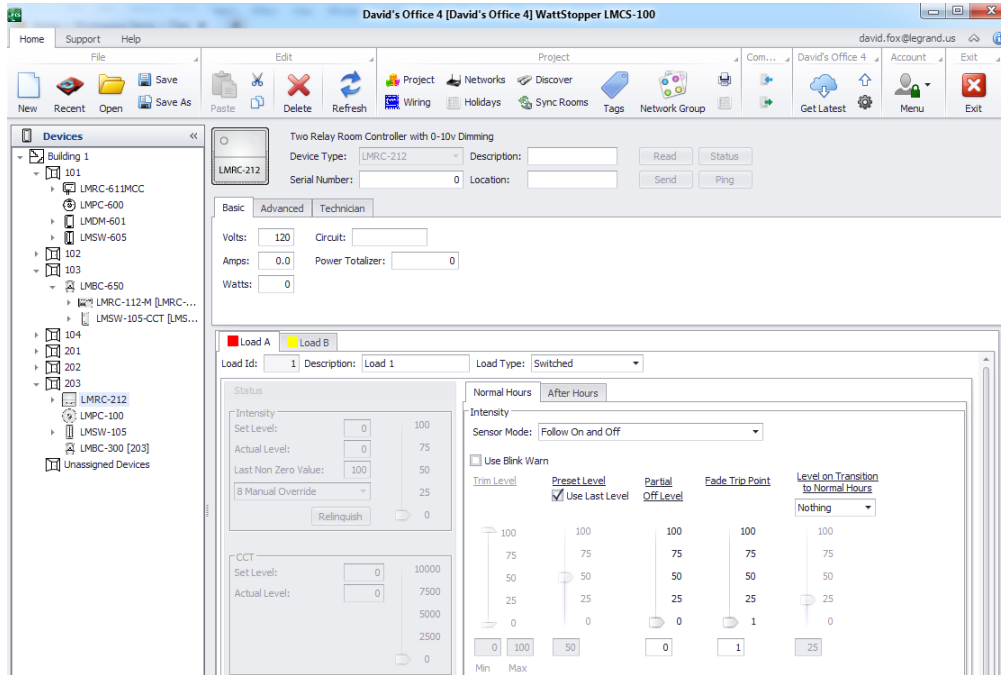 David's Office 4 [David's Office 4] WattStopper LMCS-100
Home Support Help david.fox@legrand.us
File Edit Project Com... David's Office 4 Account Exit
New Recent Open Save Save As
Paste Delete Refresh
Project Networks Discover
Wiring Holidays Sync Rooms
Tags Network Group
Get Latest Menu Exit
Devices «
Building 1
101
LMRC-611MCC
LMPC-600
LMDM-601
LMSW-605
102
103
LMBC-650
LMRC-112-M [LMRC-...
LMSW-105-CCT [LMS...
104
201
202
203
LMRC-212
LMPC-100
LMSW-105
LMBC-300 [203]
Unassigned Devices
LMRC-212
Two Relay Room Controller with 0-10v Dimming
Device Type: LMRC-212 Description: Read Status
Serial Number: 0 Location: Send Ping
Basic Advanced Technician
Volts: 120 Circuit:
Amps: 0.0 Power Totalizer: 0
Watts: 0
Load A Load B
Load Id: 1 Description: Load 1 Load Type: Switched
Status
Intensity
Set Level: 0 100
Actual Level: 0 75
Last Non Zero Value: 100 50
8 Manual Override 25
Relinquish 0
CCT
Set Level: 0 10000
Actual Level: 0 7500
5000
2500
0
Normal Hours After Hours
Intensity
Sensor Mode: Follow On and Off
Use Blink Warn
Trim Level Preset Level Partial Fade Trip Point Level on Transition
Use Last Level Off Level to Normal Hours
Nothing
100 100 100 100 100
75 75 75 75 75
50 50 50 50 50
25 25 25 25 25
0 0 0 1 0
0 100 50 0 1 25
Min Max